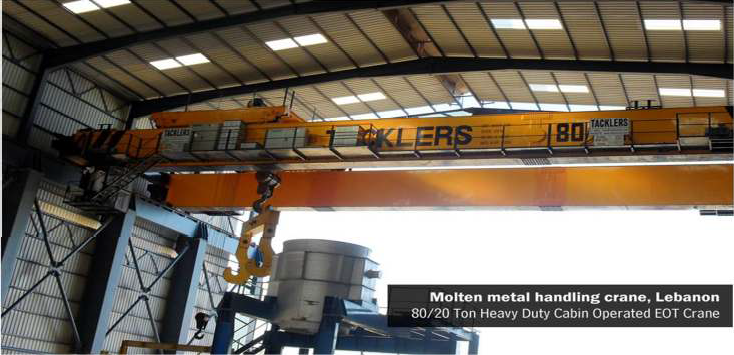 TACKLERS
TACKLERS
80
TACKLERS
Molten metal handling crane, Lebanon
80/20 Ton Heavy Duty Cabin Operated EOT Crane